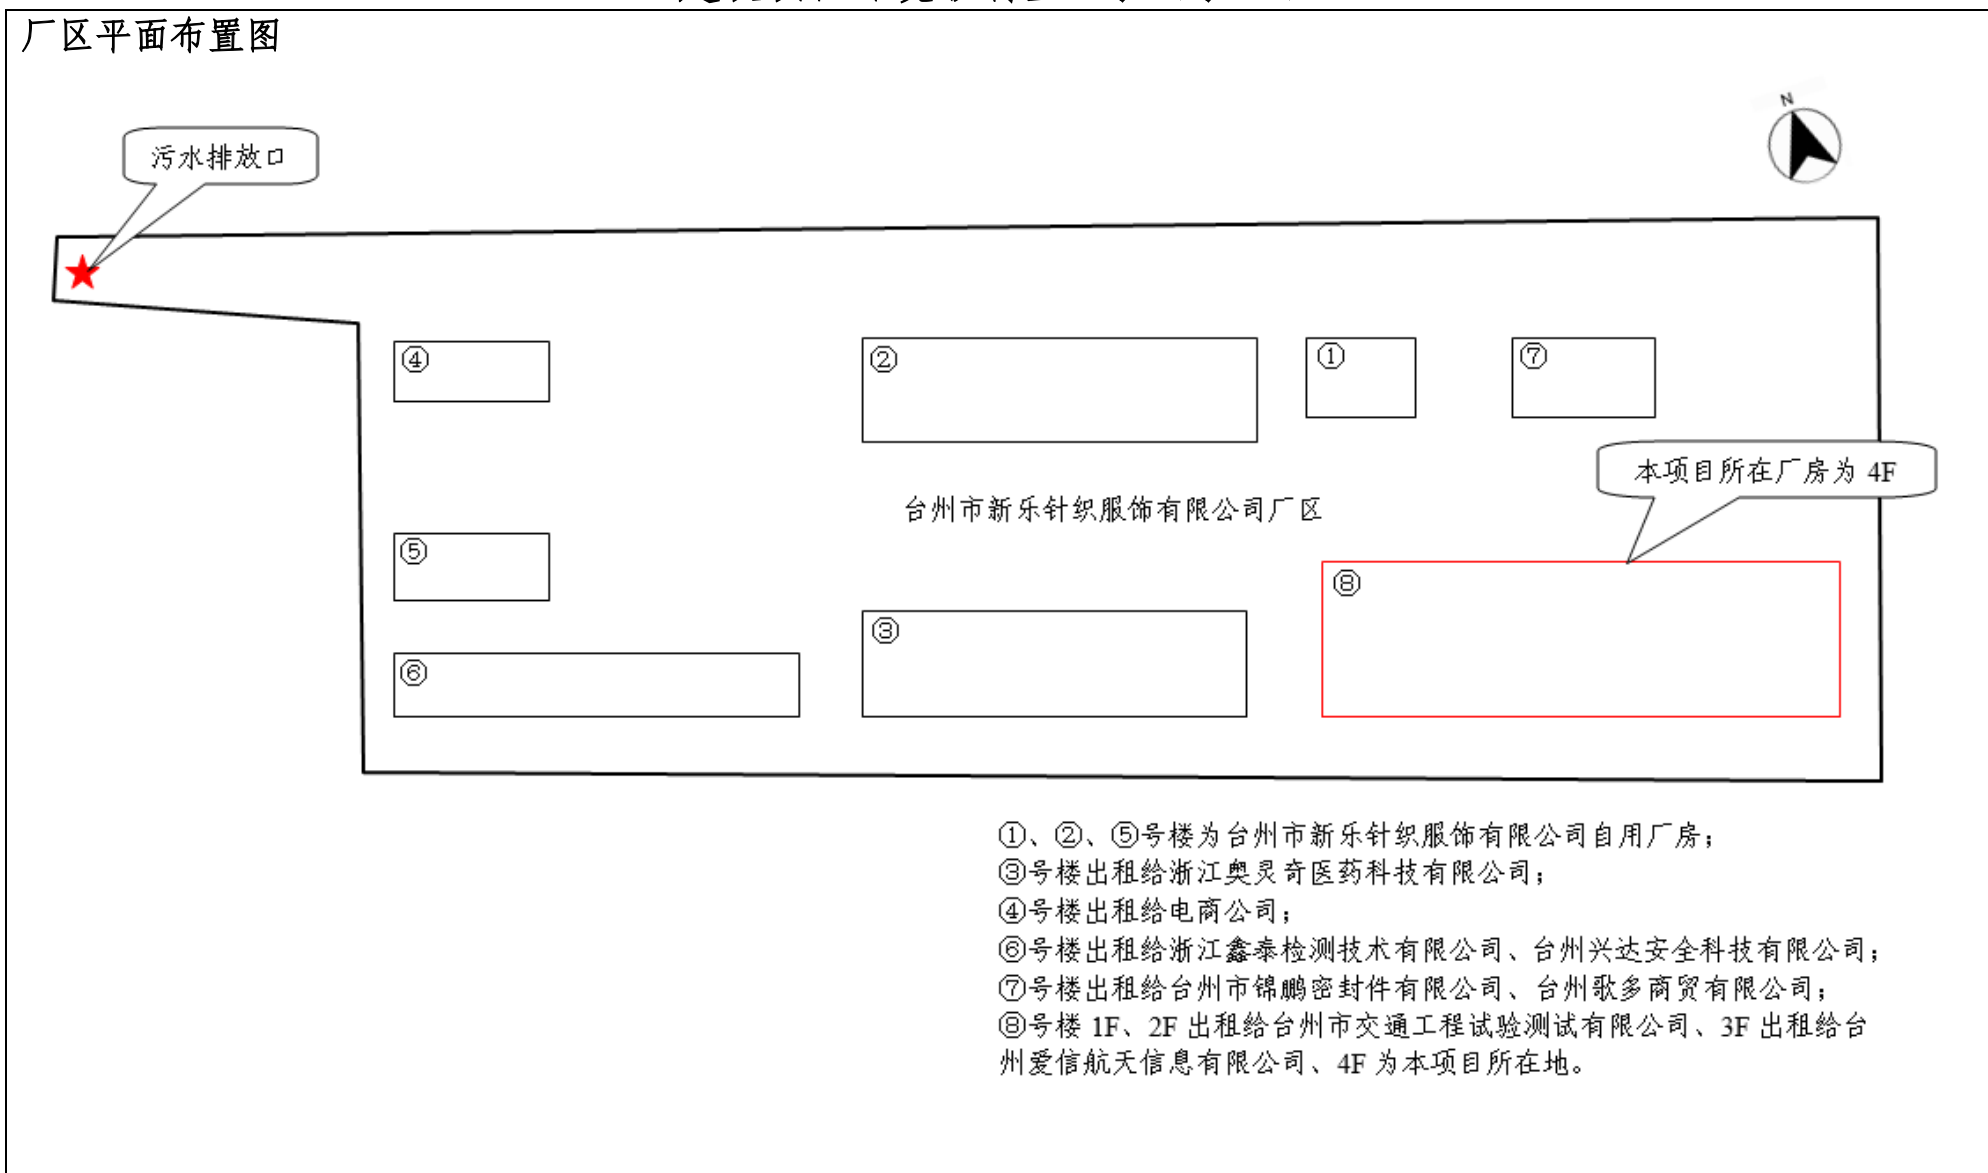 厂区平面布置图
N
污水排放口
④
②
①
⑦
本项目所在厂房为 4F
台州市新乐针织服饰有限公司厂区
⑤
⑧
③
⑥
①、②、⑤号楼为台州市新乐针织服饰有限公司自用厂房；
③号楼出租给浙江奥灵奇医药科技有限公司；
④号楼出租给电商公司；
⑥号楼出租给浙江鑫泰检测技术有限公司、台州兴达安全科技有限公司；
⑦号楼出租给台州市锦鹏密封件有限公司、台州歌多商贸有限公司；
⑧号楼 1F、2F 出租给台州市交通工程试验测试有限公司、3F 出租给台
州爱信航天信息有限公司、4F 为本项目所在地。